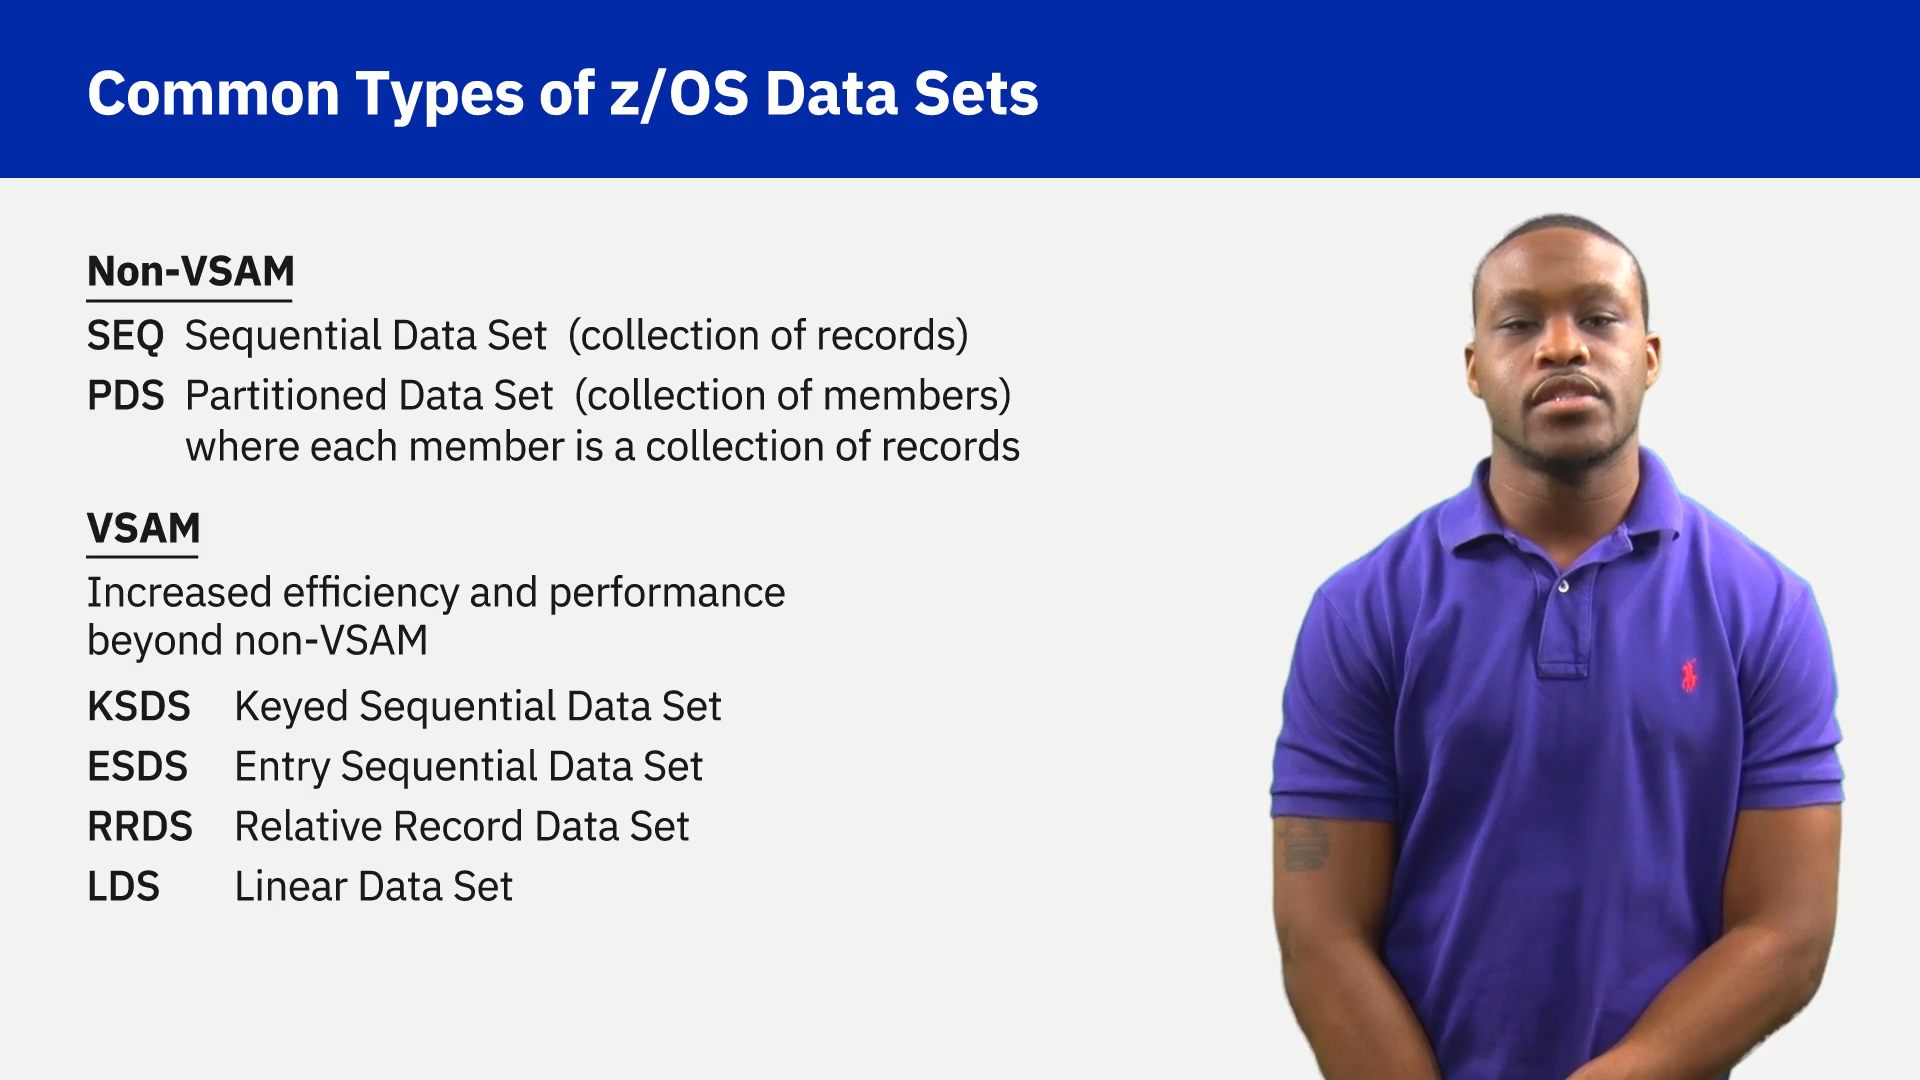 Common Types of z/OS Data Sets
Non-VSAM
SEQ Sequential Data Set (collection of records)
PDS Partitioned Data Set (collection of members)
where each member is a collection of records
VSAM
Increased efficiency and performance
beyond non-VSAM
KSDS Keyed Sequential Data Set
ESDS Entry Sequential Data Set
RRDS Relative Record Data Set
LDS Linear Data Set